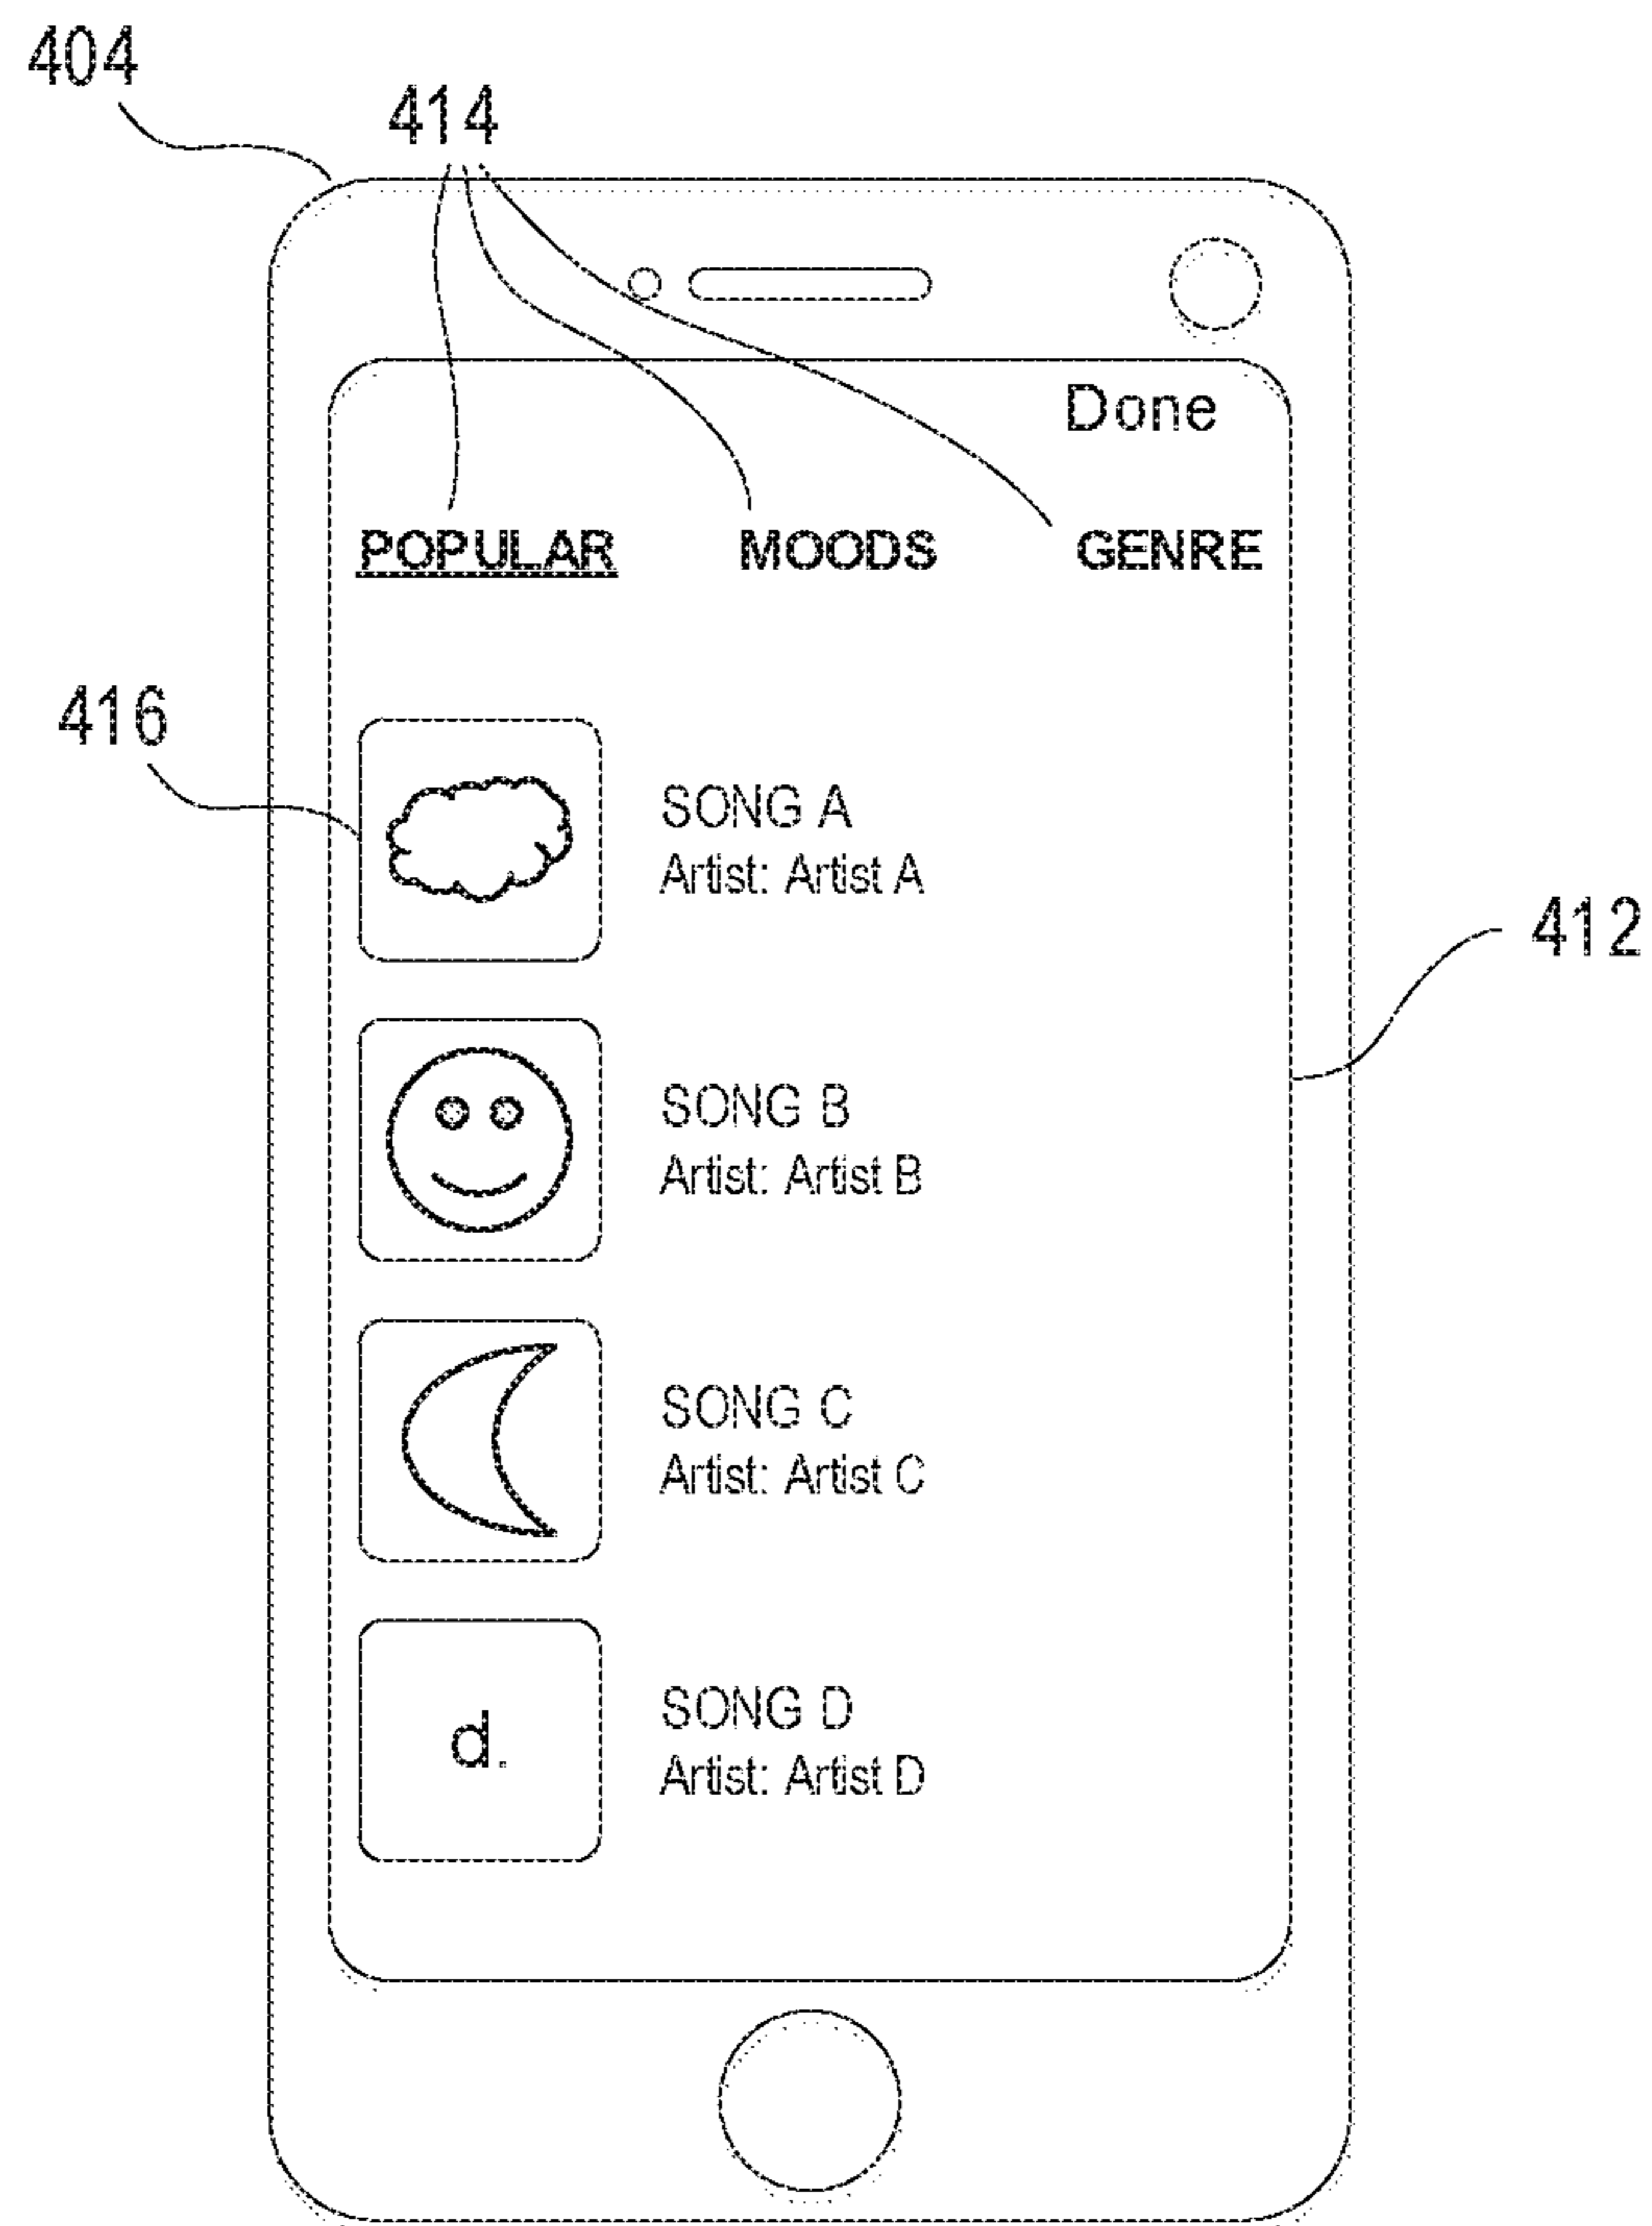 404
414
Done
POPULAR MOODS GENRE
416
SONG A
Artist: Artist A
412
SONG B
Artist: Artist B
SONG C
Artist: Artist C
d.
SONG D
Artist: Artist D